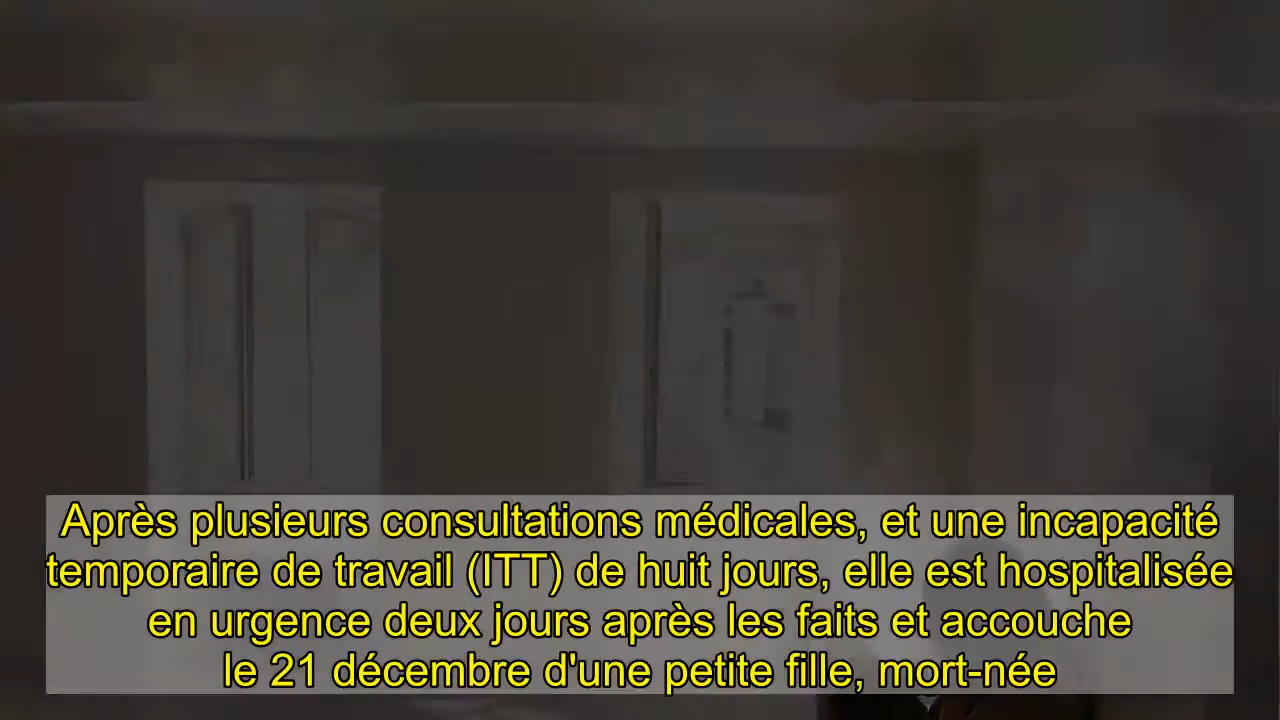 Après plusieurs consultations médicales, et une incapacité
temporaire de travail (ITT) de huit jours, elle est hospitalisée
en urgence deux jours après les faits et accouche
le 21 décembre d'une petite fille, mort-née